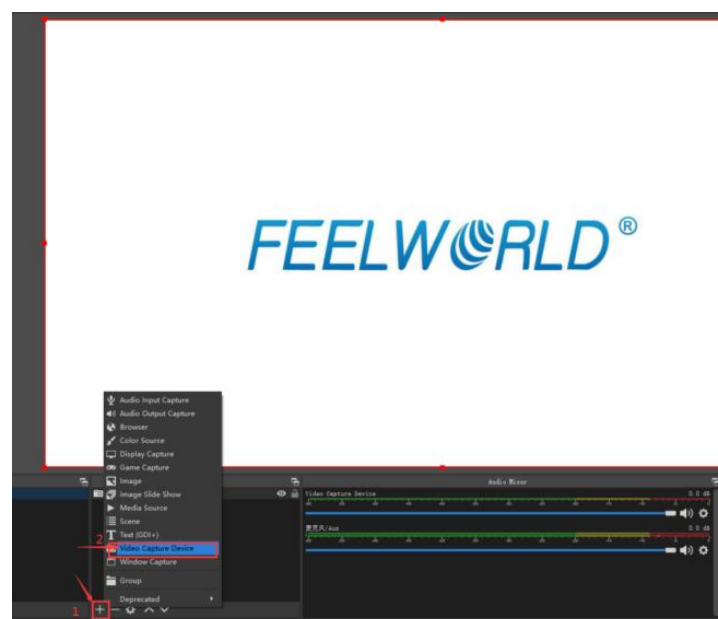 FEELWORLD®
Audio Input Capture
Audio Output Capture
Browser
Color Source
Display Capture
Game Capture
Image
Image Slide Show
Media Source
Scene
Text (GDI+)
2 Video Capture Device
Window Capture
Group
Deprecated
1
Audio Mixer
Video Capture Device 0.0 dB
麦克风/Aux 0.0 dB